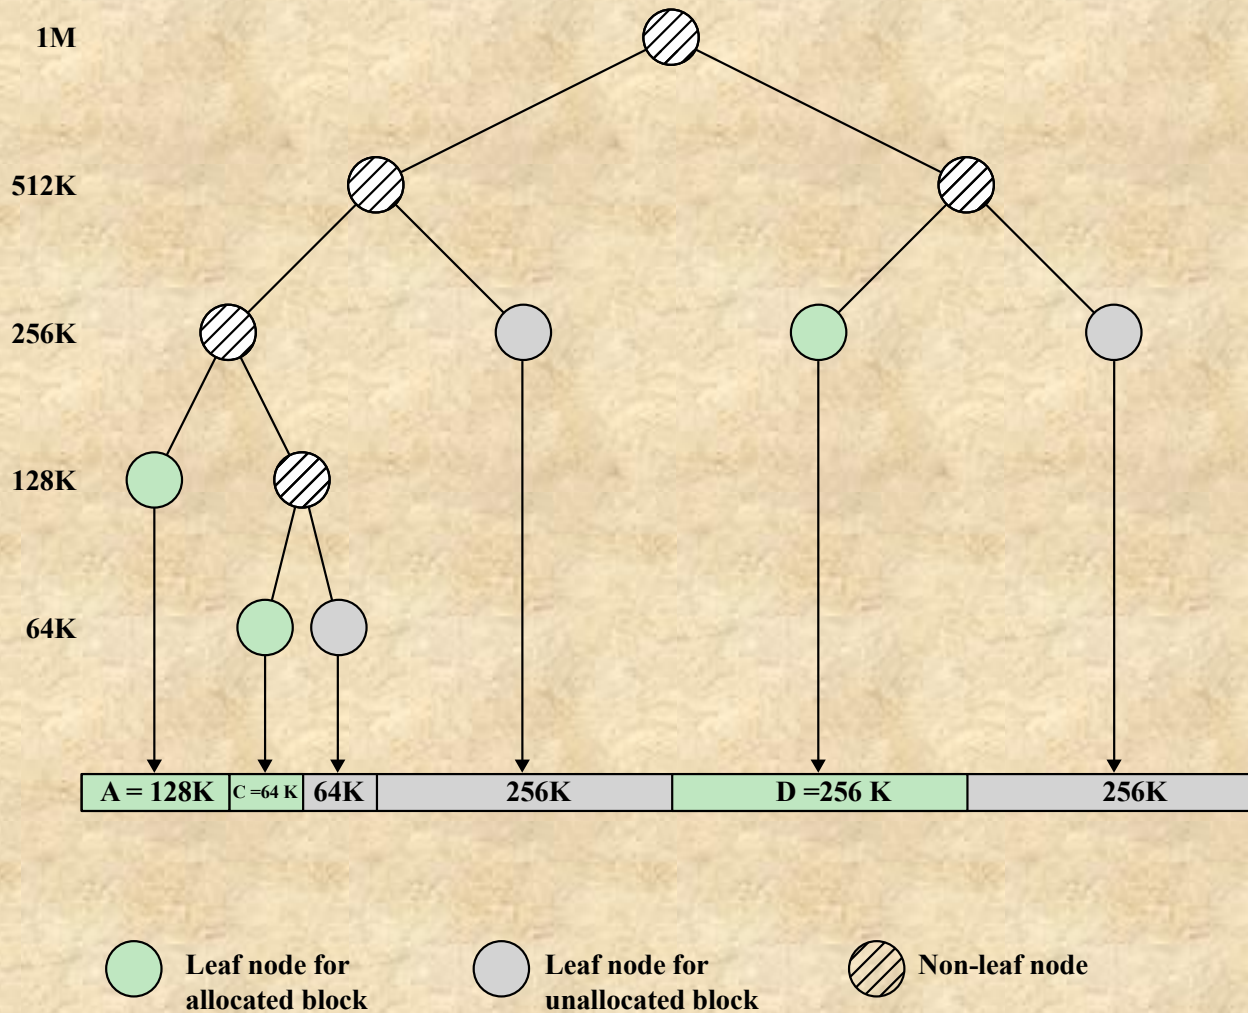 1M
512K
256K
128K
64K
A = 128K C =64 K 64K 256K D =256 K 256K
Leaf node for
allocated block
Leaf node for
unallocated block
Non-leaf node